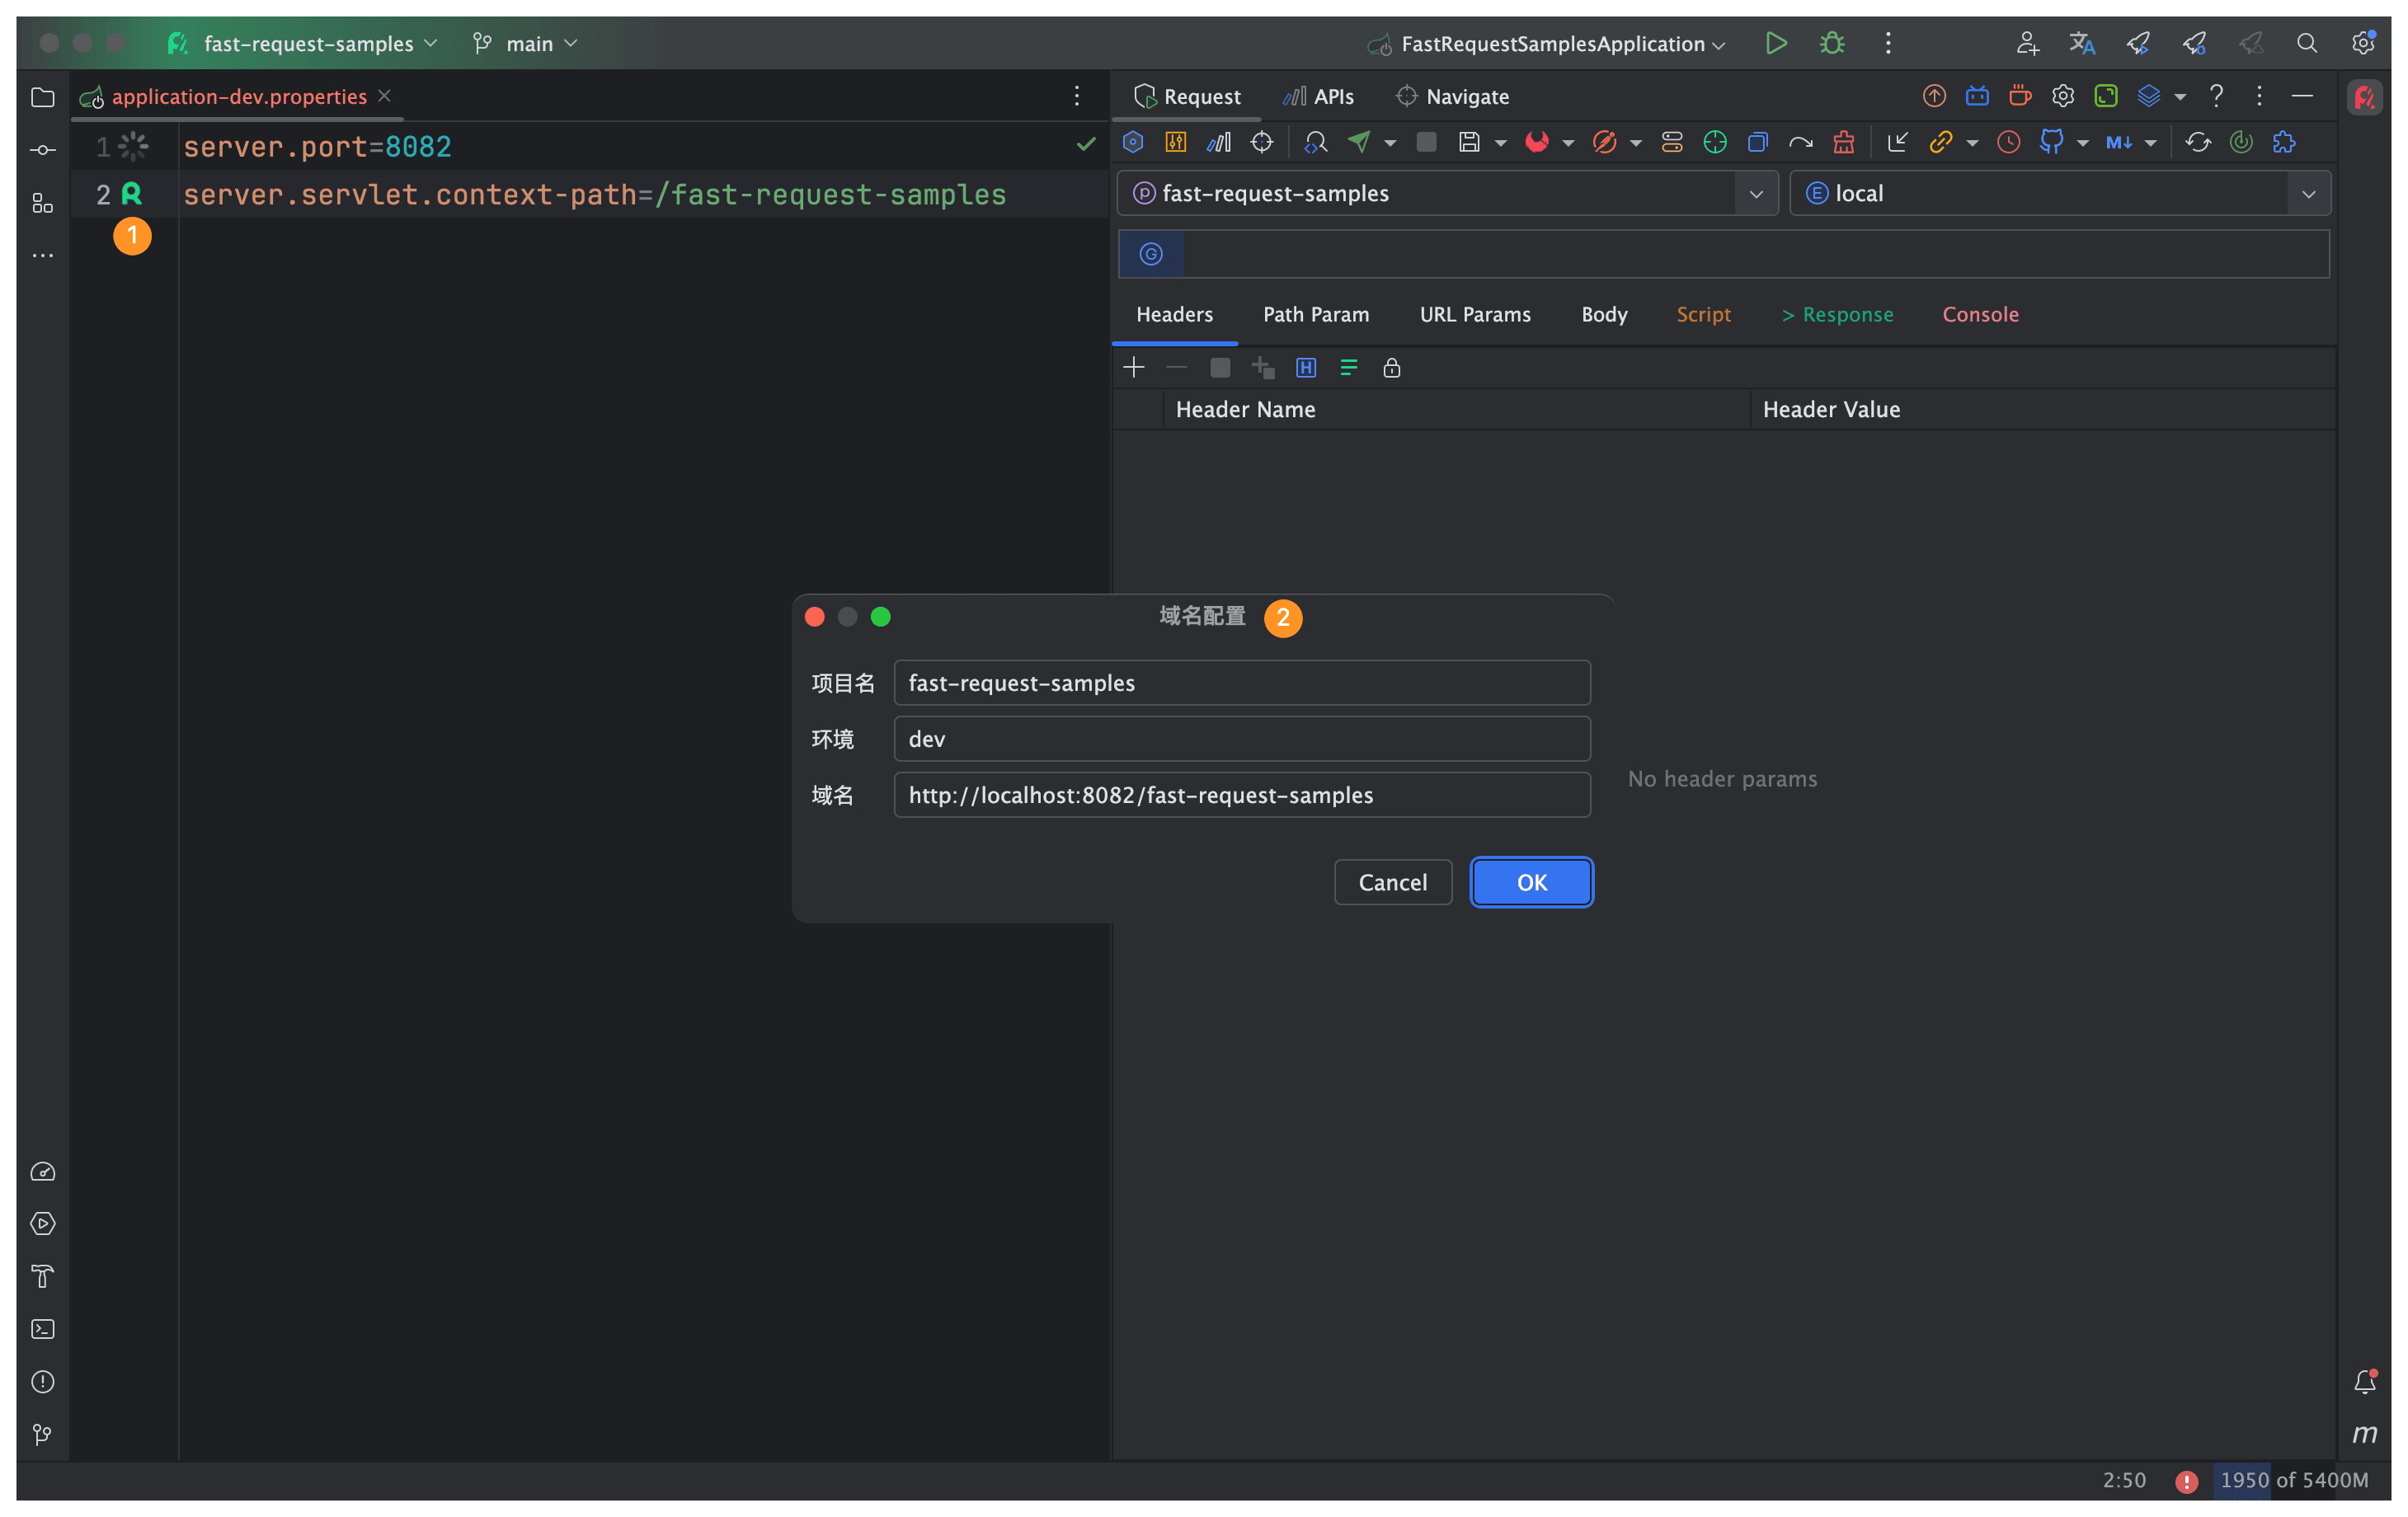 fast-request-samples main FastRequestSamplesApplication
application-dev.properties
Request APIs Navigate
1 server.port=8082
2 server.servlet.context-path=/fast-request-samples
1
M↓
P fast-request-samples
E local
G
Headers Path Param URL Params Body Script > Response Console
H
Header Name Header Value
No header params
域名配置 2
项目名 fast-request-samples
环境 dev
域名 http://localhost:8082/fast-request-samples
Cancel OK
m
2:50 1950 of 5400M